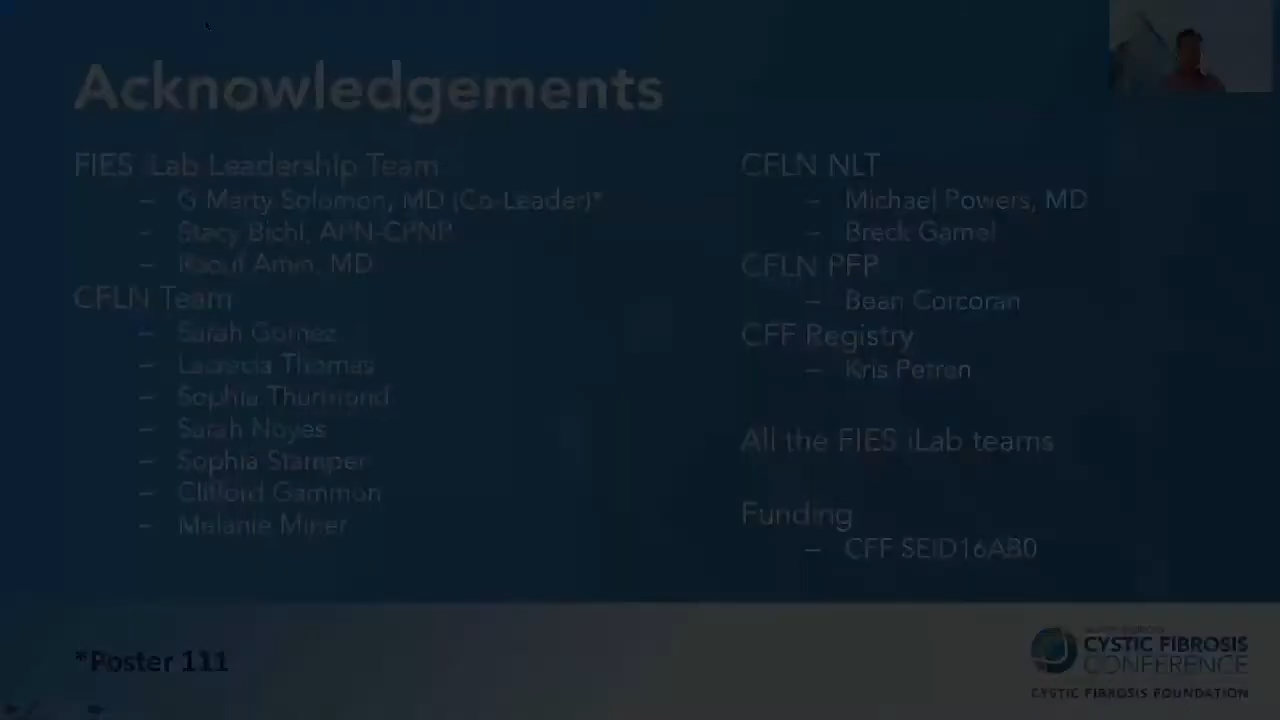 Acknowledgements
FIES iLab Leadership Team
– G Marty Solomon, MD (Co-Leader)*
– Stacy Bichl, APN-CPNP
– Raouf Amin, MD
CFLN Team
– Sarah Gomez
– Thomas
– Sophia Thurmond
– Sarah Noyes
– Sophia Stamper
– Clifford Gammon
– Melanie Miner
CFLN NLT
– Michael Powers, MD
– Breck Gamel
CFLN PFP
– Bean Corcoran
CFF Registry
– Kris Petren
All the FIES iLab teams
Funding
– CFF SEID16AB0
*Poster 111
NORTH AMERICAN
CYSTIC FIBROSIS
CONFERENCE
CYSTIC FIBROSIS FOUNDATION